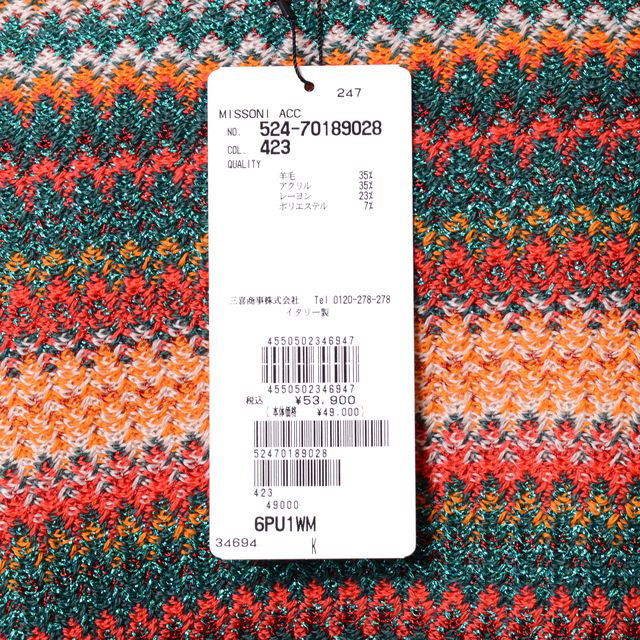 247
MISSONI ACC
NO. 524-70189028
COL. 423
QUALITY
羊毛 35%
アクリル 35%
レーヨン 23%
ポリエステル 7%
三喜商事株式会社 Tel 0120-278-278
イタリー製
4550502346947
4550502346947
税込 ¥53,900
(本体価格 ¥49,000)
52470189028
423
49000
6PU1WM
34694 K